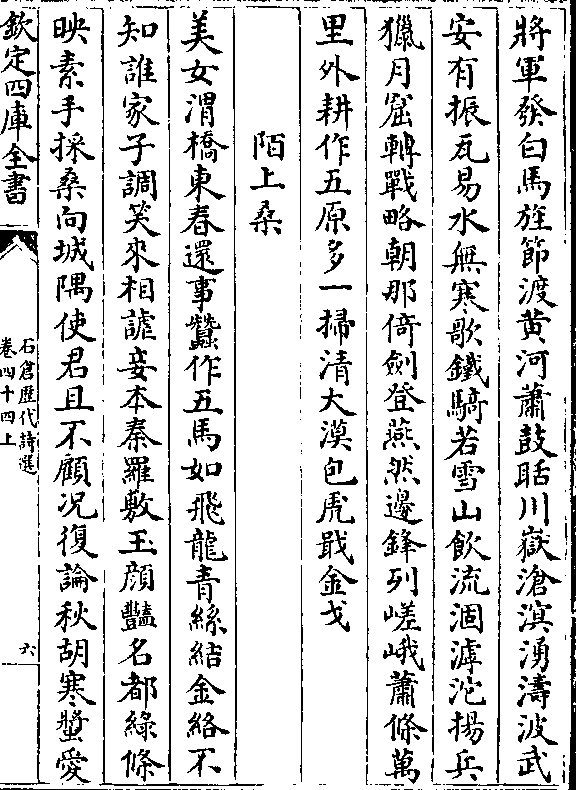 將軍發白馬旌節渡黄河蕭鼓聒川嶽滄溟湧濤波武
安有振瓦易水無寒歌鐵騎若雪山飲流涸滹沱揚兵
獵月窟轉戰略朝那倚劍登燕然邊鋒列嵯峨蕭條萬
里外耕作五原多一掃清大漠包虎戢金戈
陌上桑
美女渭橋東春還事蠶作五馬如飛龍青絲結金絡不
知誰家子調笑來相謔妾本秦羅敷玉顔豔名都緑條
映素手採桑向城隅使君且不顧况復論秋胡寒螿愛
欽定四庫全書
石倉歷代詩選
卷四十四上
六